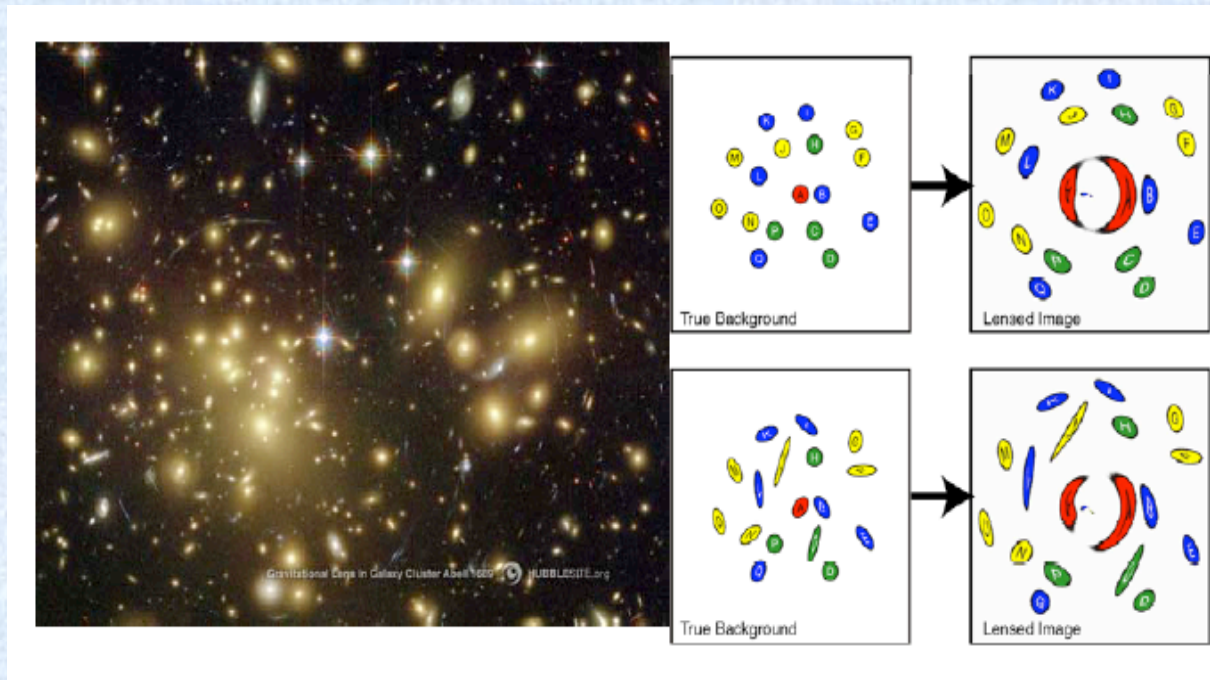 Gravitational Lens in Galaxy Cluster Abell 1689 HUBBLESITE.org
K I
G
J H
M F
L
A B
O
N E
P C
Q D
True Background
K I
J H G
M F
L
B
O
N E
P C
Q D
Lensed Image
K I
H
A B
N
P
Q D
True Background
K I
H
M
B
N E
P
Q D
Lensed Image